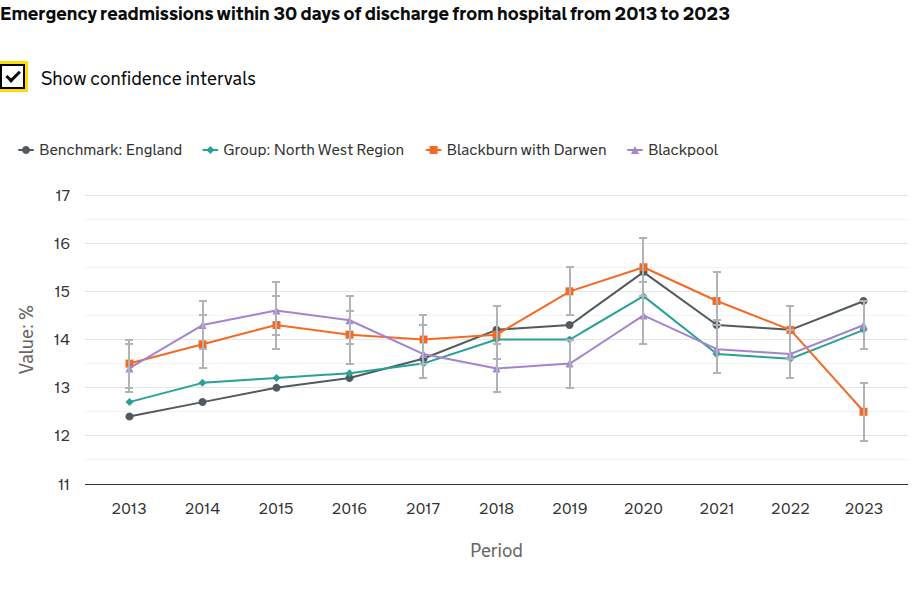 Emergency readmissions within 30 days of discharge from hospital from 2013 to 2023
Show confidence intervals
Benchmark: England Group: North West Region Blackburn with Darwen Blackpool
17
16
15
14
13
12
11
Value: %
2013 2014 2015 2016 2017 2018 2019 2020 2021 2022 2023
Period